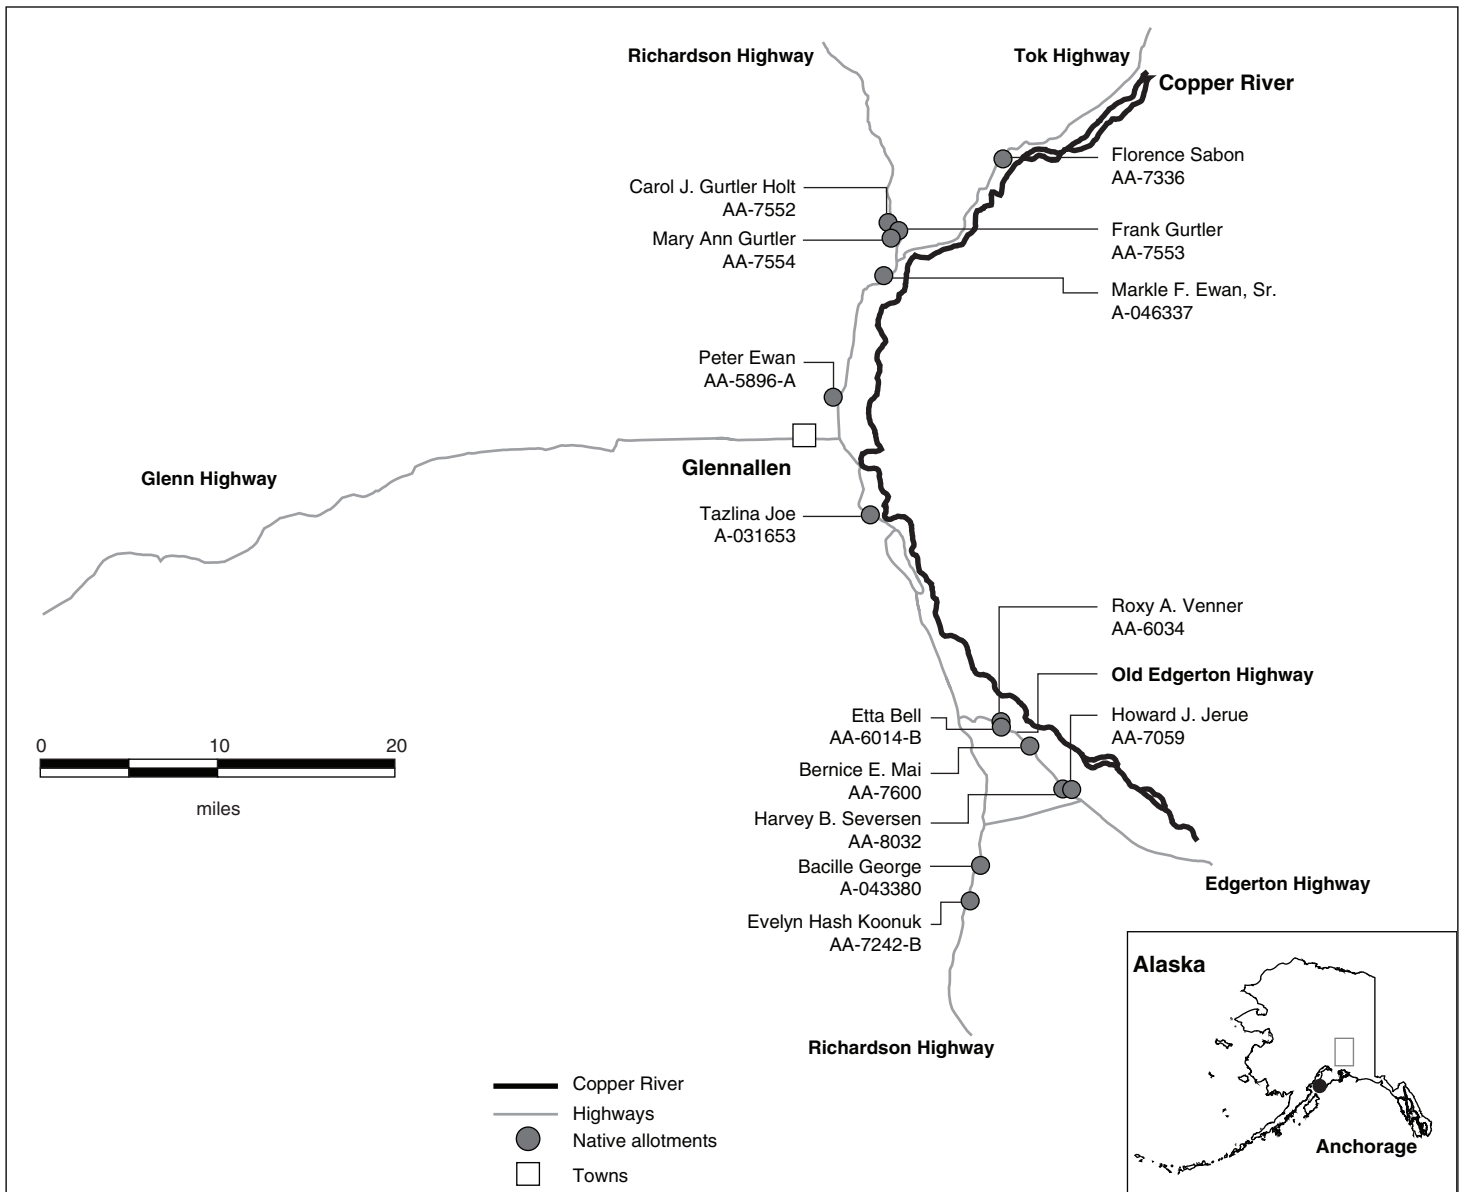 Richardson Highway
Tok Highway
Copper River
Florence Sabon
AA-7336
Carol J. Gurtler Holt
AA-7552
Mary Ann Gurtler
AA-7554
Frank Gurtler
AA-7553
Markle F. Ewan, Sr.
A-046337
Peter Ewan
AA-5896-A
Glennallen
Glenn Highway
Tazlina Joe
A-031653
Roxy A. Venner
AA-6034
Old Edgerton Highway
Etta Bell
AA-6014-B
Howard J. Jerue
AA-7059
Bernice E. Mai
AA-7600
Harvey B. Seversen
AA-8032
Bacille George
A-043380
Evelyn Hash Koonuk
AA-7242-B
Edgerton Highway
Richardson Highway
0 10 20
miles
Copper River
Highways
Native allotments
Towns
Alaska
Anchorage